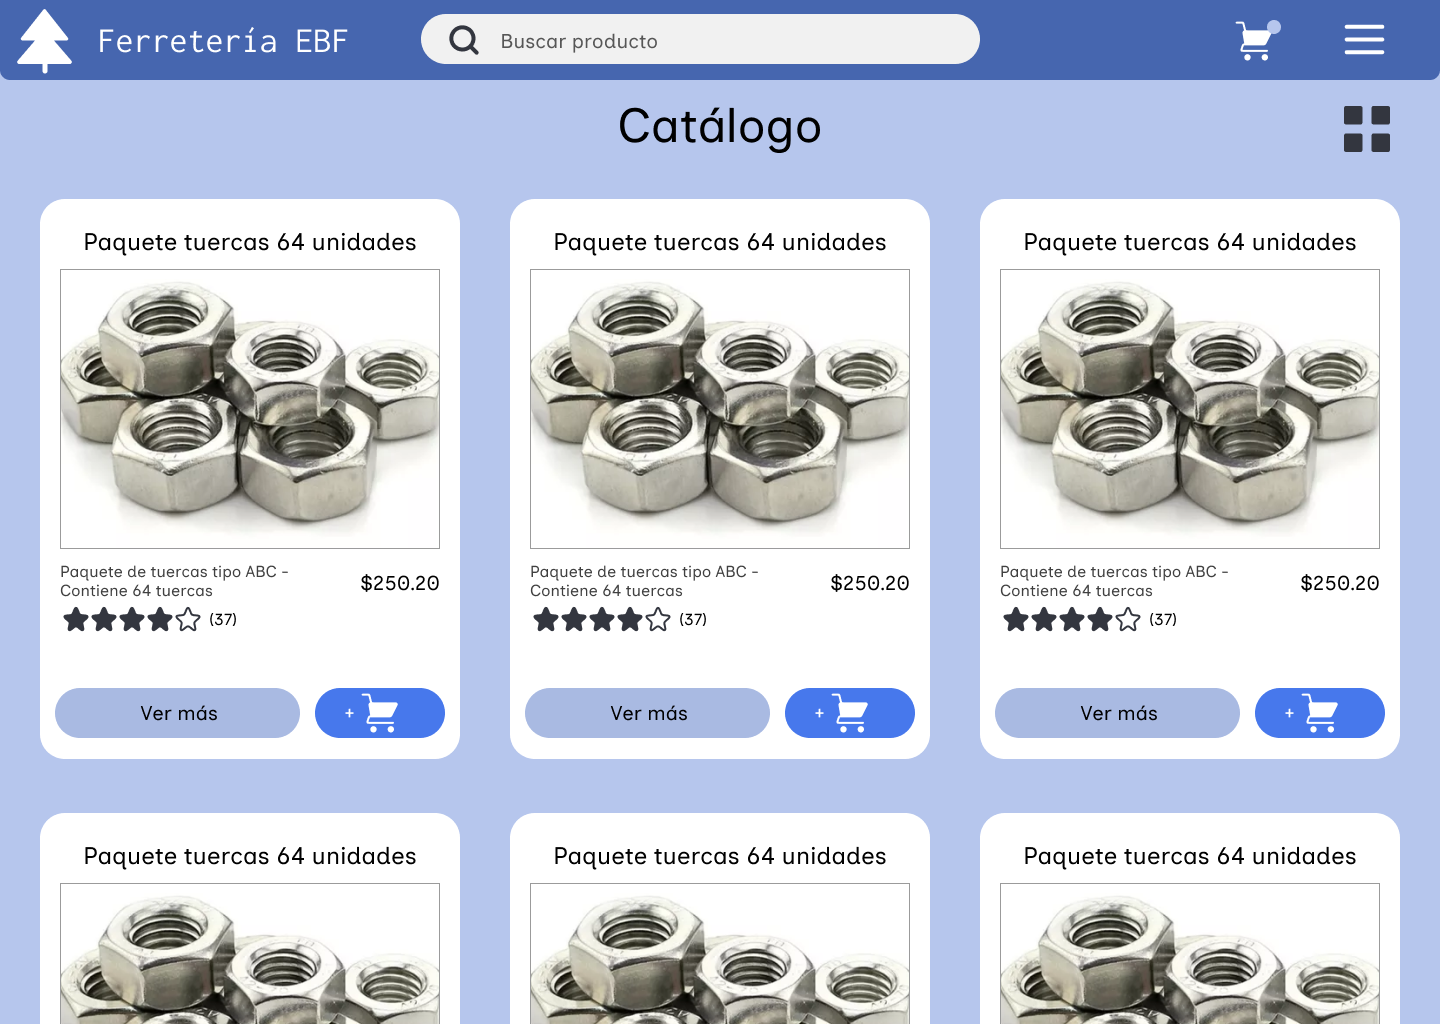 Ferretería EBF
Buscar producto
Catálogo
Paquete tuercas 64 unidades
Paquete de tuercas tipo ABC -
Contiene 64 tuercas
$250.20
(37)
Ver más
+
Paquete tuercas 64 unidades
Paquete de tuercas tipo ABC -
Contiene 64 tuercas
$250.20
(37)
Ver más
+
Paquete tuercas 64 unidades
Paquete de tuercas tipo ABC -
Contiene 64 tuercas
$250.20
(37)
Ver más
+
Paquete tuercas 64 unidades
Paquete tuercas 64 unidades
Paquete tuercas 64 unidades